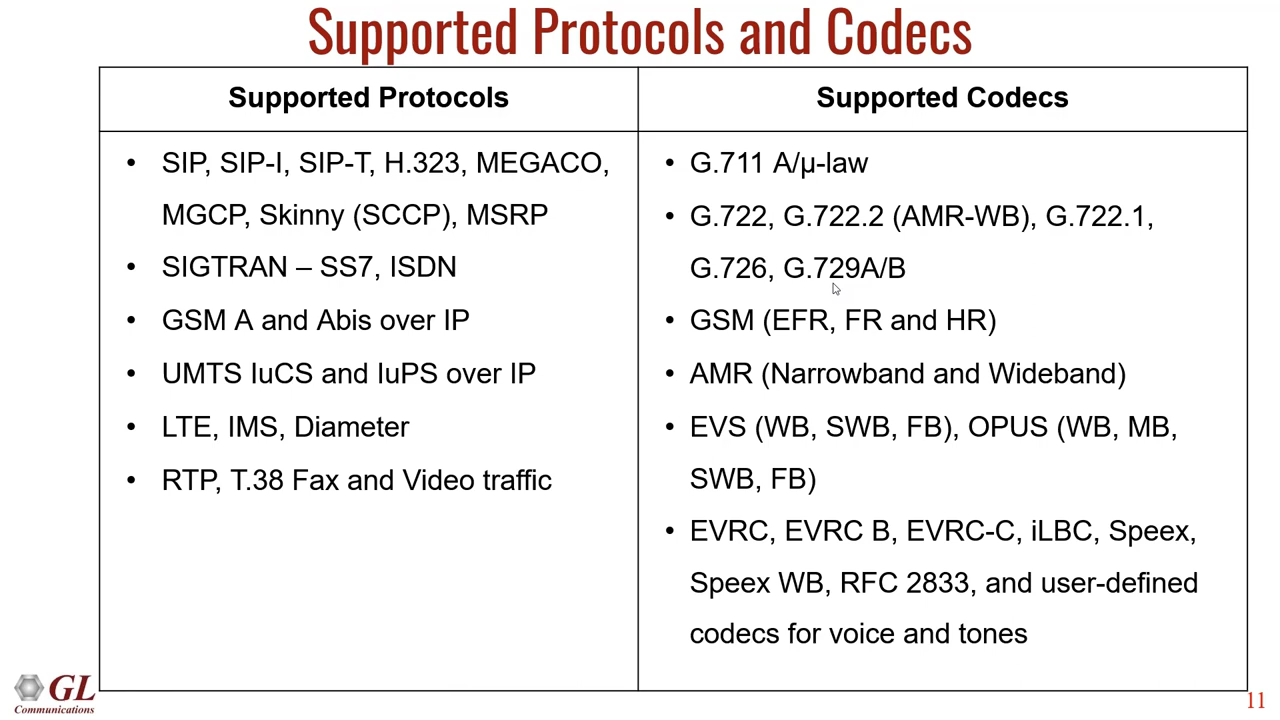 Supported Protocols and Codecs
Supported Protocols
Supported Codecs
• SIP, SIP-I, SIP-T, H.323, MEGACO,
MGCP, Skinny (SCCP), MSRP
• SIGTRAN – SS7, ISDN
• GSM A and Abis over IP
• UMTS IuCS and IuPS over IP
• LTE, IMS, Diameter
• RTP, T.38 Fax and Video traffic
• G.711 A/μ-law
• G.722, G.722.2 (AMR-WB), G.722.1,
G.726, G.729A/B
• GSM (EFR, FR and HR)
• AMR (Narrowband and Wideband)
• EVS (WB, SWB, FB), OPUS (WB, MB,
SWB, FB)
• EVRC, EVRC B, EVRC-C, iLBC, Speex,
Speex WB, RFC 2833, and user-defined
codecs for voice and tones
GL
Communications
11